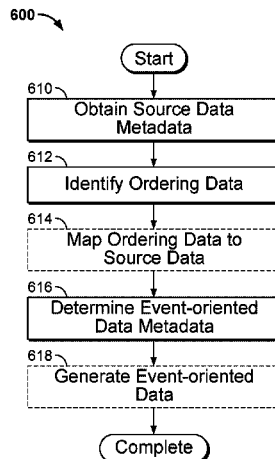 600
Start
610
Obtain Source Data
Metadata
612
Identify Ordering Data
614
Map Ordering Data to
Source Data
616
Determine Event-oriented
Data Metadata
618
Generate Event-oriented
Data
Complete